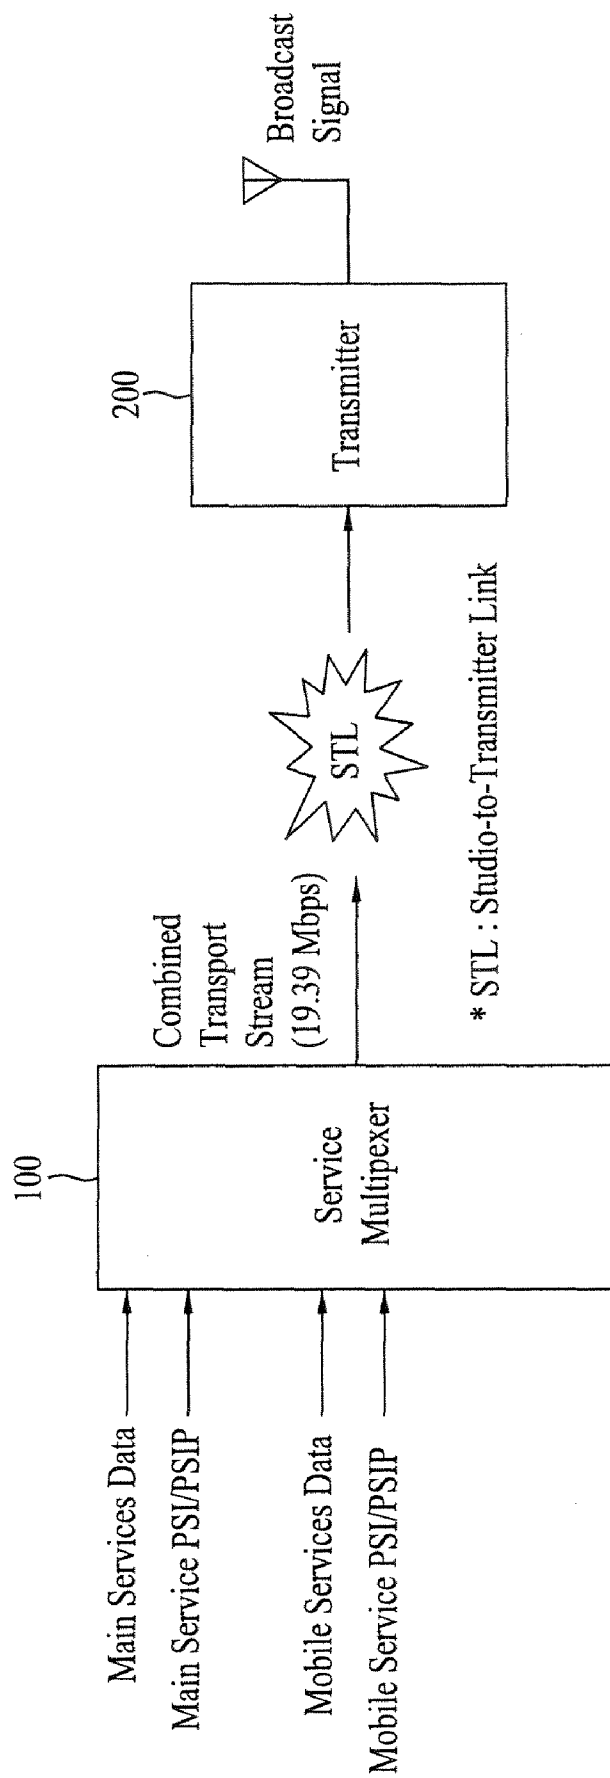 Main Services Data
Main Service PSI/PSIP
Mobile Services Data
Mobile Service PSI/PSIP
100
Service
Multipexer
Combined
Transport
Stream
(19.39 Mbps)
STL
* STL : Studio-to-Transmitter Link
200
Transmitter
Broadcast
Signal